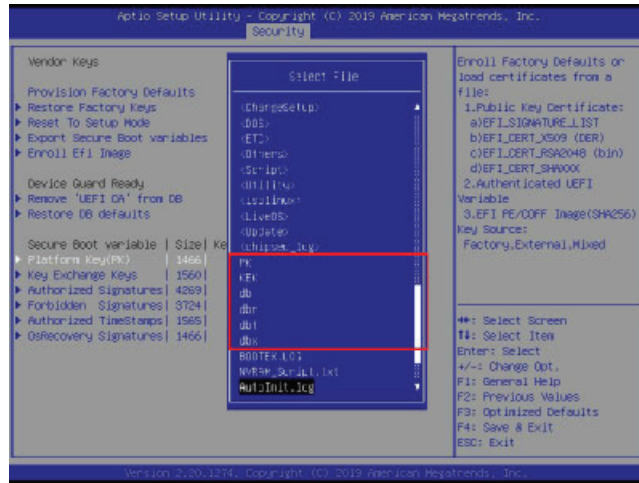 Aptio Setup Utility - Copyright (C) 2019 American Megatrends, Inc.
Security
Vendor Keys
Provision Factory Defaults
Restore Factory Keys
Reset To Setup Mode
Export Secure Boot variables
Enroll Efi Image
Device Guard Ready
Remove 'UEFI CA' from DB
Restore DB defaults
Secure Boot variable | Size| Ke
Platform Key(PK) | 1466|
Key Exchange Keys | 1560|
Authorized Signatures| 4269|
Forbidden Signatures| 3724|
Authorized TimeStamps| 1565|
OsRecovery Signatures| 1466|
Select File
<ChangeSetup>
<DOS>
<ETC>
<Others>
<Script>
<Utility>
<isolinux>
<LiveOS>
<Update>
<chipsec_log>
PK
KEK
db
dbr
dbt
dbx
BOOTEX.LOG
NVRAM_Script.txt
AutoInit.log
Enroll Factory Defaults or
load certificates from a
file:
1.Public Key Certificate:
a)EFI_SIGNATURE_LIST
b)EFI_CERT_X509 (DER)
c)EFI_CERT_RSA2048 (bin)
d)EFI_CERT_SHAXXX
2.Authenticated UEFI
Variable
3.EFI PE/COFF Image(SHA256)
Key Source:
Factory,External,Mixed
↔: Select Screen
↑↓: Select Item
Enter: Select
+/-: Change Opt.
F1: General Help
F2: Previous Values
F3: Optimized Defaults
F4: Save & Exit
ESC: Exit
Version 2.20.1274. Copyright (C) 2019 American Megatrends, Inc.